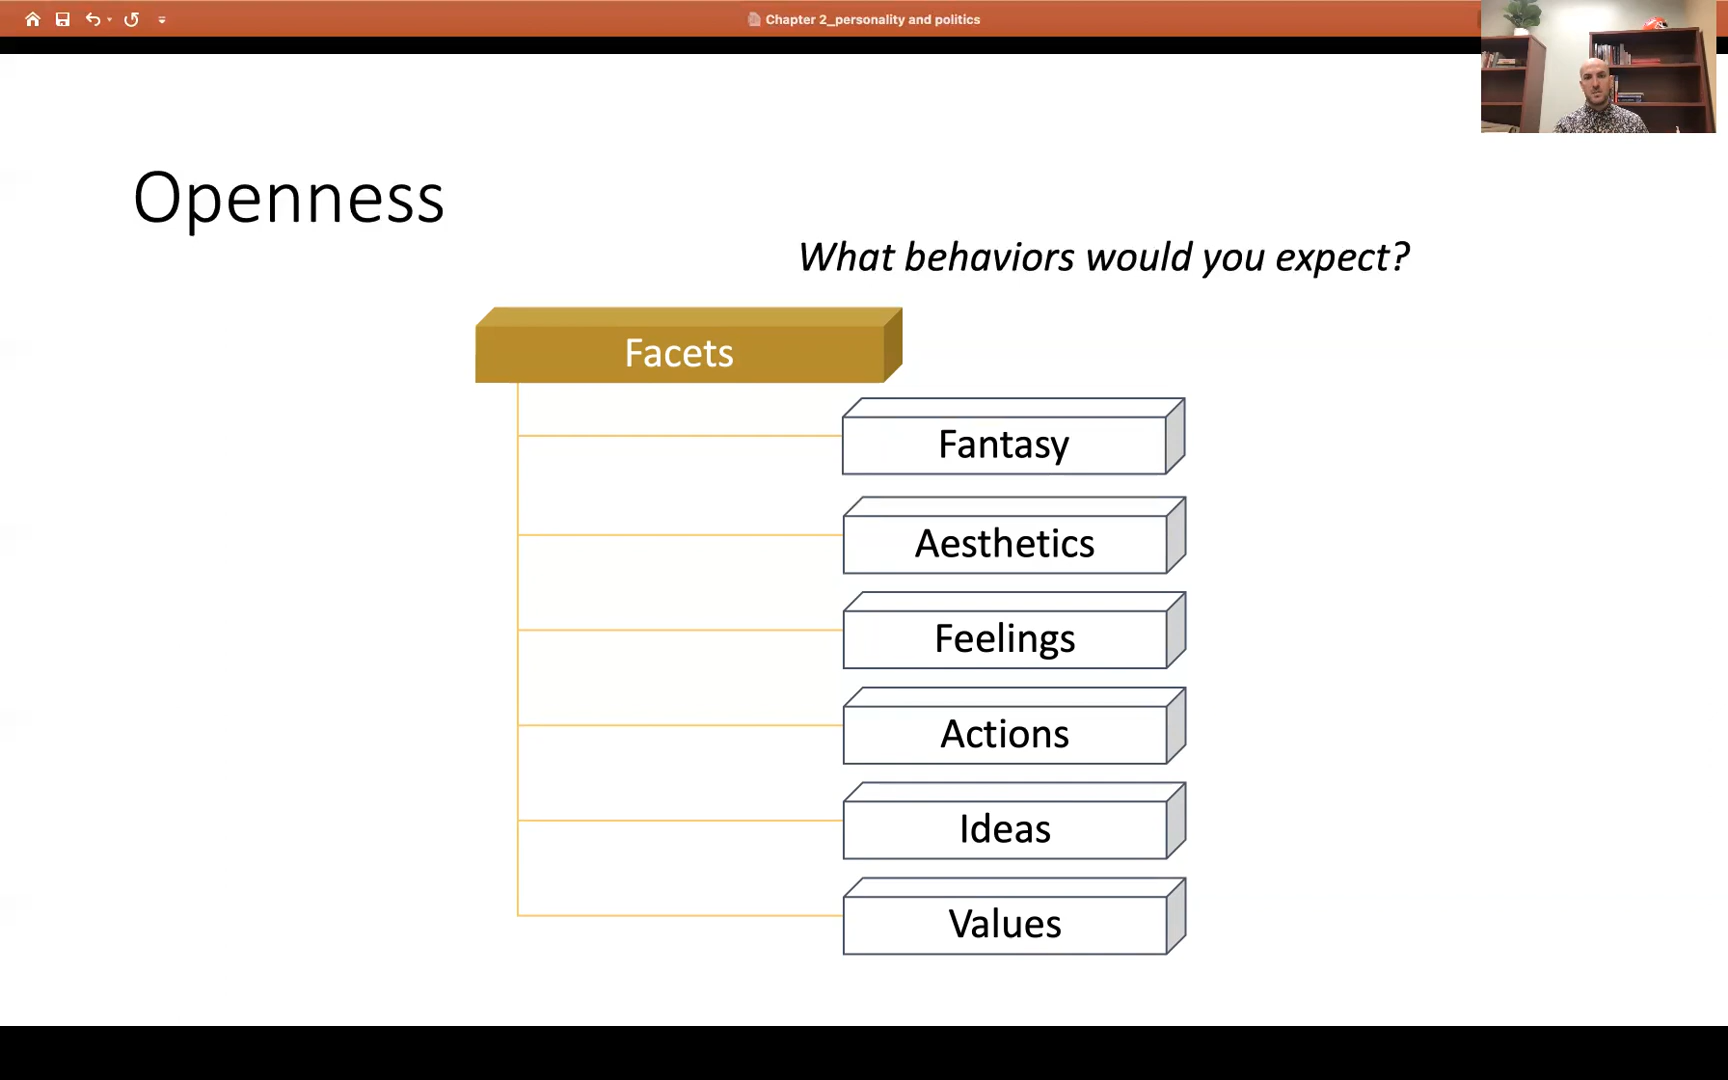 Chapter 2_personality and politics
Openness
What behaviors would you expect?
Facets
Fantasy
Aesthetics
Feelings
Actions
Ideas
Values